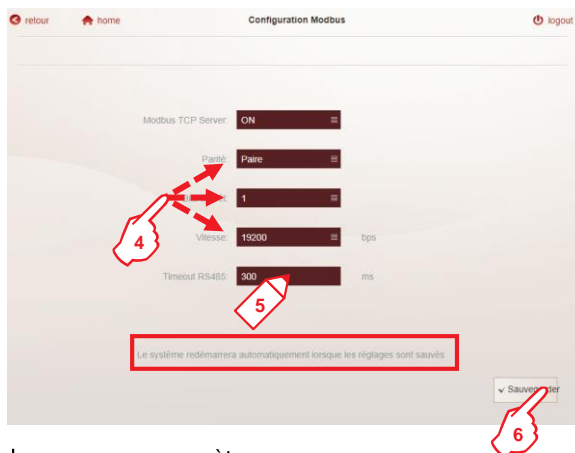 retour
home
Configuration Modbus
logout
Modbus TCP Server: ON
Parité: Paire
1
Vitesse: 19200 bps
Timeout RS485: 300 ms
4
5
Le système redémarrera automatiquement lorsque les réglages sont sauvés
6